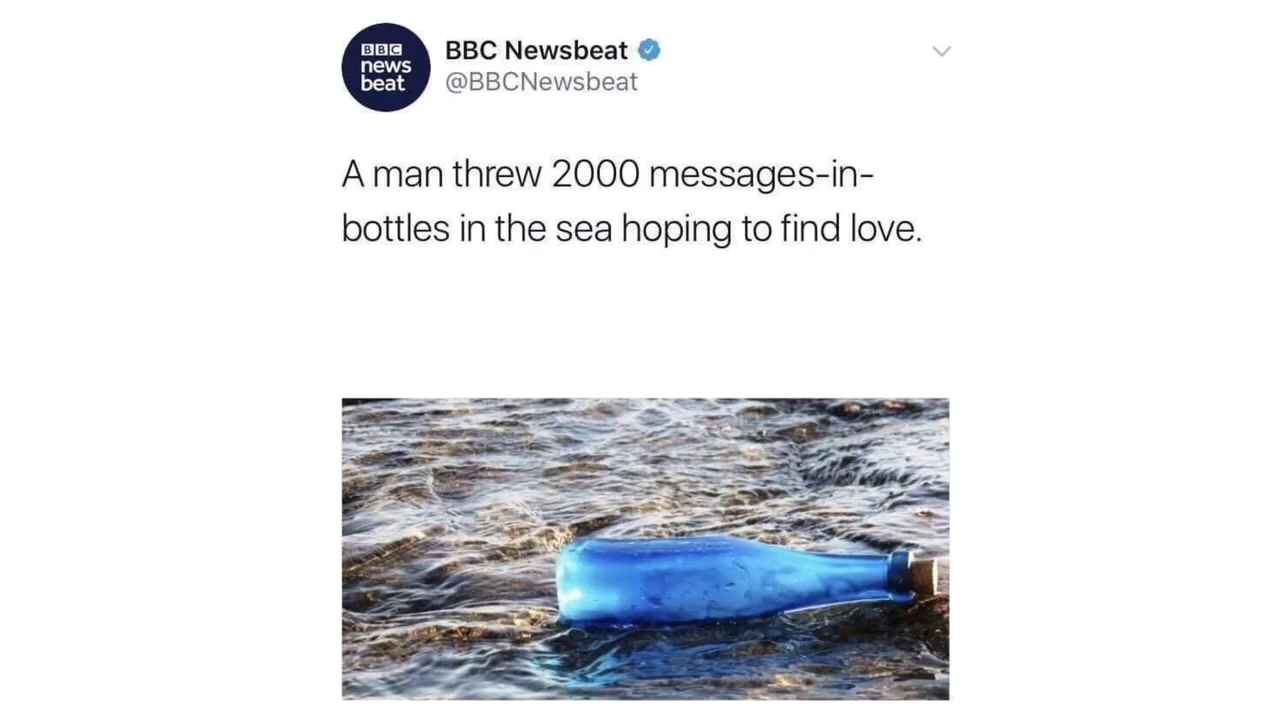 BBC
news
beat
BBC Newsbeat
@BBCNewsbeat
A man threw 2000 messages-in-
bottles in the sea hoping to find love.